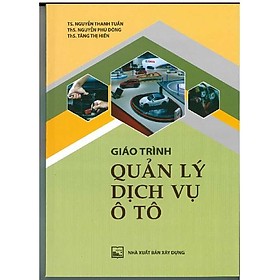 TS. NGUYỄN THANH TUẤN
ThS. NGUYỄN PHÚ ĐÔNG
ThS. TĂNG THỊ HIỀN
GIÁO TRÌNH
QUẢN LÝ
DỊCH VỤ
Ô TÔ
NHÀ XUẤT BẢN XÂY DỰNG